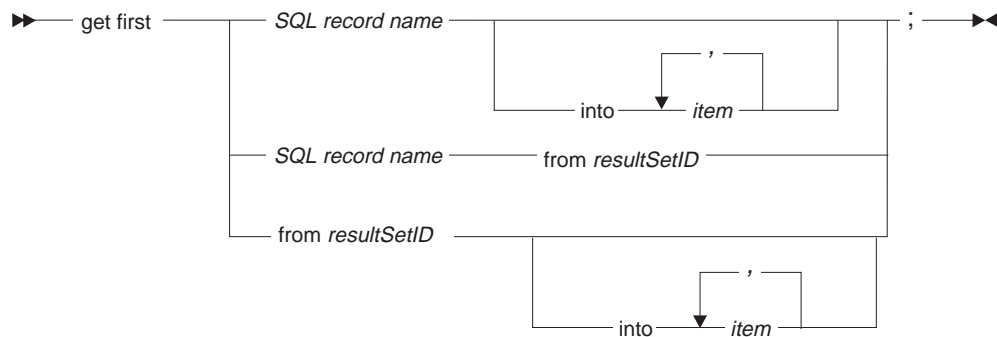 get first SQL record name ;
,
into item
SQL record name from resultSetID
from resultSetID
,
into item